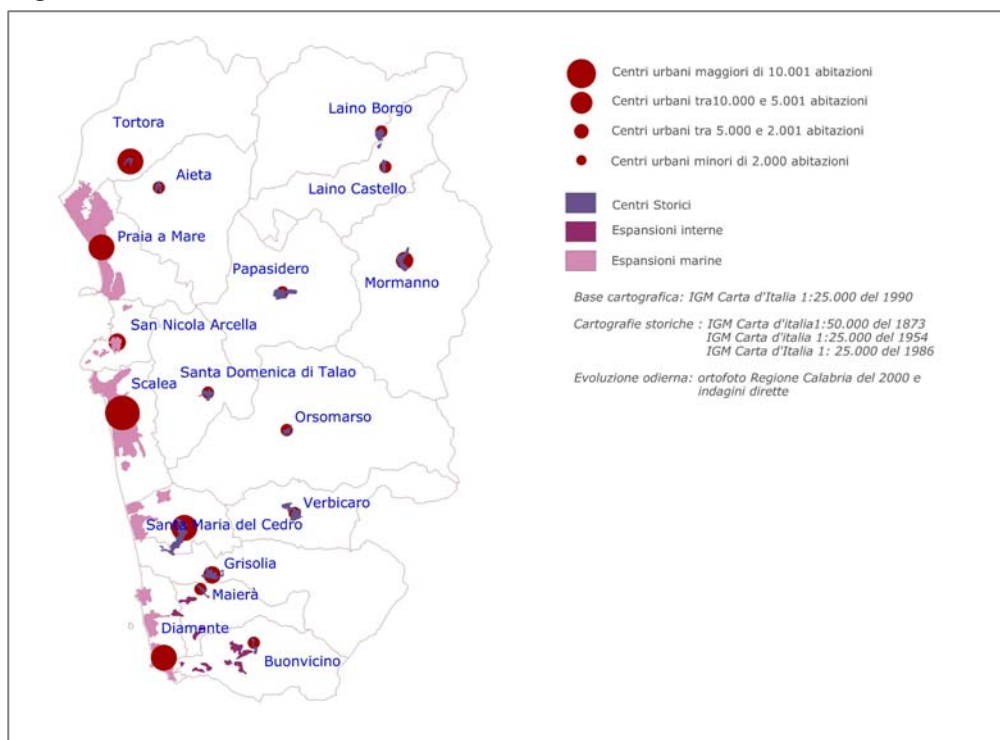 Laino Borgo
Tortora
Aieta
Laino Castello
Praia a Mare
Papasidero
Mormanno
San Nicola Arcella
Santa Domenica di Talao
Scalea
Orsomarso
Verbicaro
Santa Maria del Cedro
Grisolia
Maierà
Diamante
Buonvicino
Centri urbani maggiori di 10.001 abitazioni
Centri urbani tra10.000 e 5.001 abitazioni
Centri urbani tra 5.000 e 2.001 abitazioni
Centri urbani minori di 2.000 abitazioni
Centri Storici
Espansioni interne
Espansioni marine
Base cartografica: IGM Carta d'Italia 1:25.000 del 1990
Cartografie storiche : IGM Carta d'italia1:50.000 del 1873
IGM Carta d'italia 1:25.000 del 1954
IGM Carta d'Italia 1: 25.000 del 1986
Evoluzione odierna: ortofoto Regione Calabria del 2000 e
indagini dirette